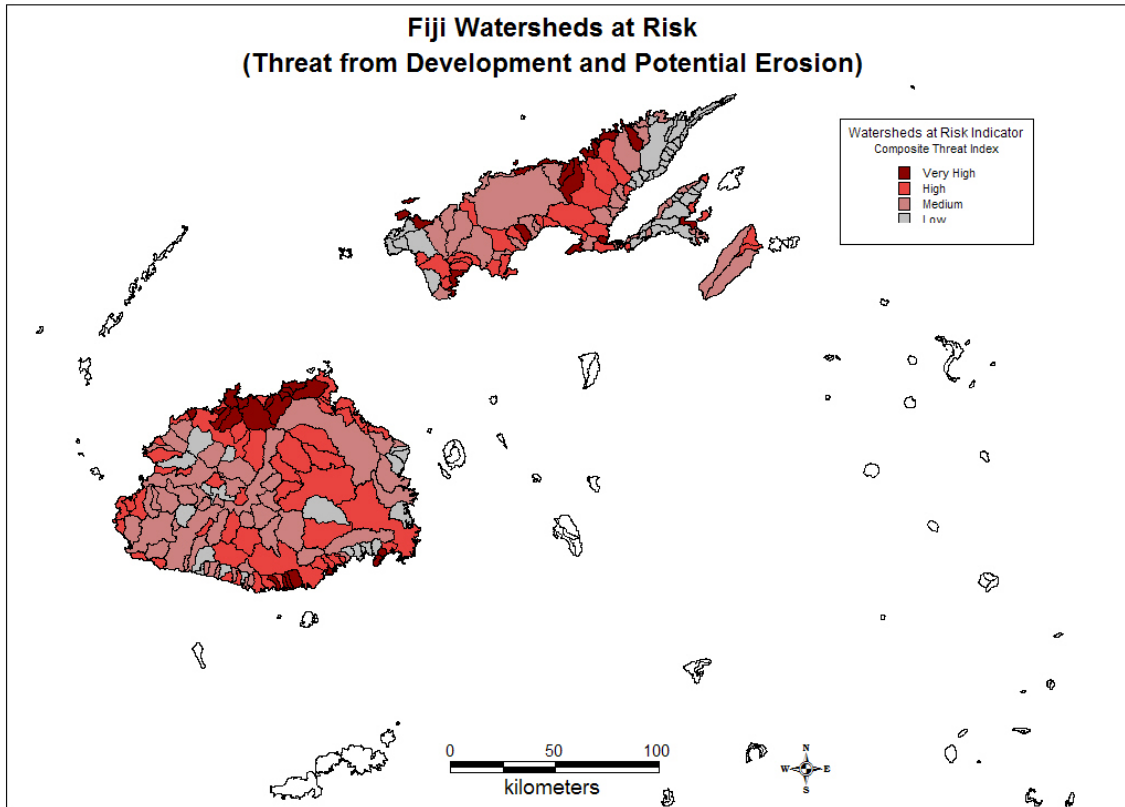 Fiji Watersheds at Risk
(Threat from Development and Potential Erosion)
Watersheds at Risk Indicator
Composite Threat Index
Very High
High
Medium
Low
0 50 100
kilometers
N
W E
S